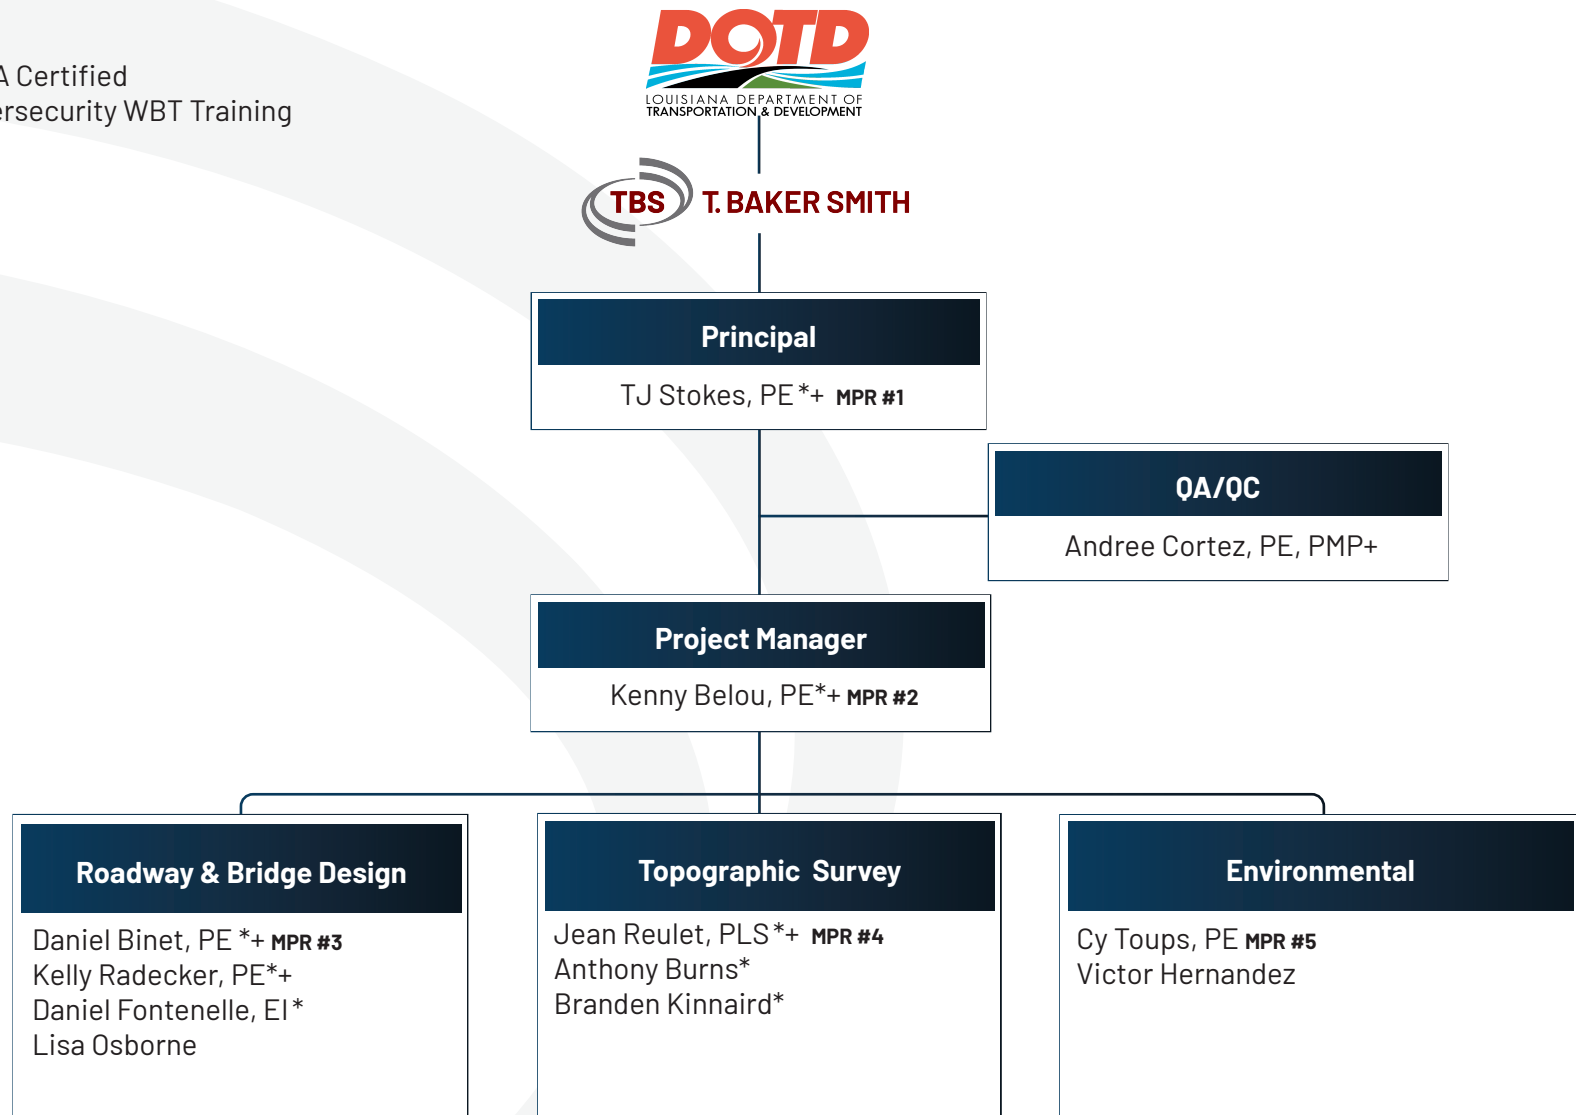 A Certified
ersecurity WBT Training
DOTD
LOUISIANA DEPARTMENT OF
TRANSPORTATION & DEVELOPMENT
TBS T. BAKER SMITH
Principal
TJ Stokes, PE*+ MPR #1
QA/QC
Andree Cortez, PE, PMP+
Project Manager
Kenny Belou, PE*+ MPR #2
Roadway & Bridge Design
Daniel Binet, PE *+ MPR #3
Kelly Radecker, PE*+
Daniel Fontenelle, EI*
Lisa Osborne
Topographic Survey
Jean Reulet, PLS*+ MPR #4
Anthony Burns*
Branden Kinnaird*
Environmental
Cy Toups, PE MPR #5
Victor Hernandez